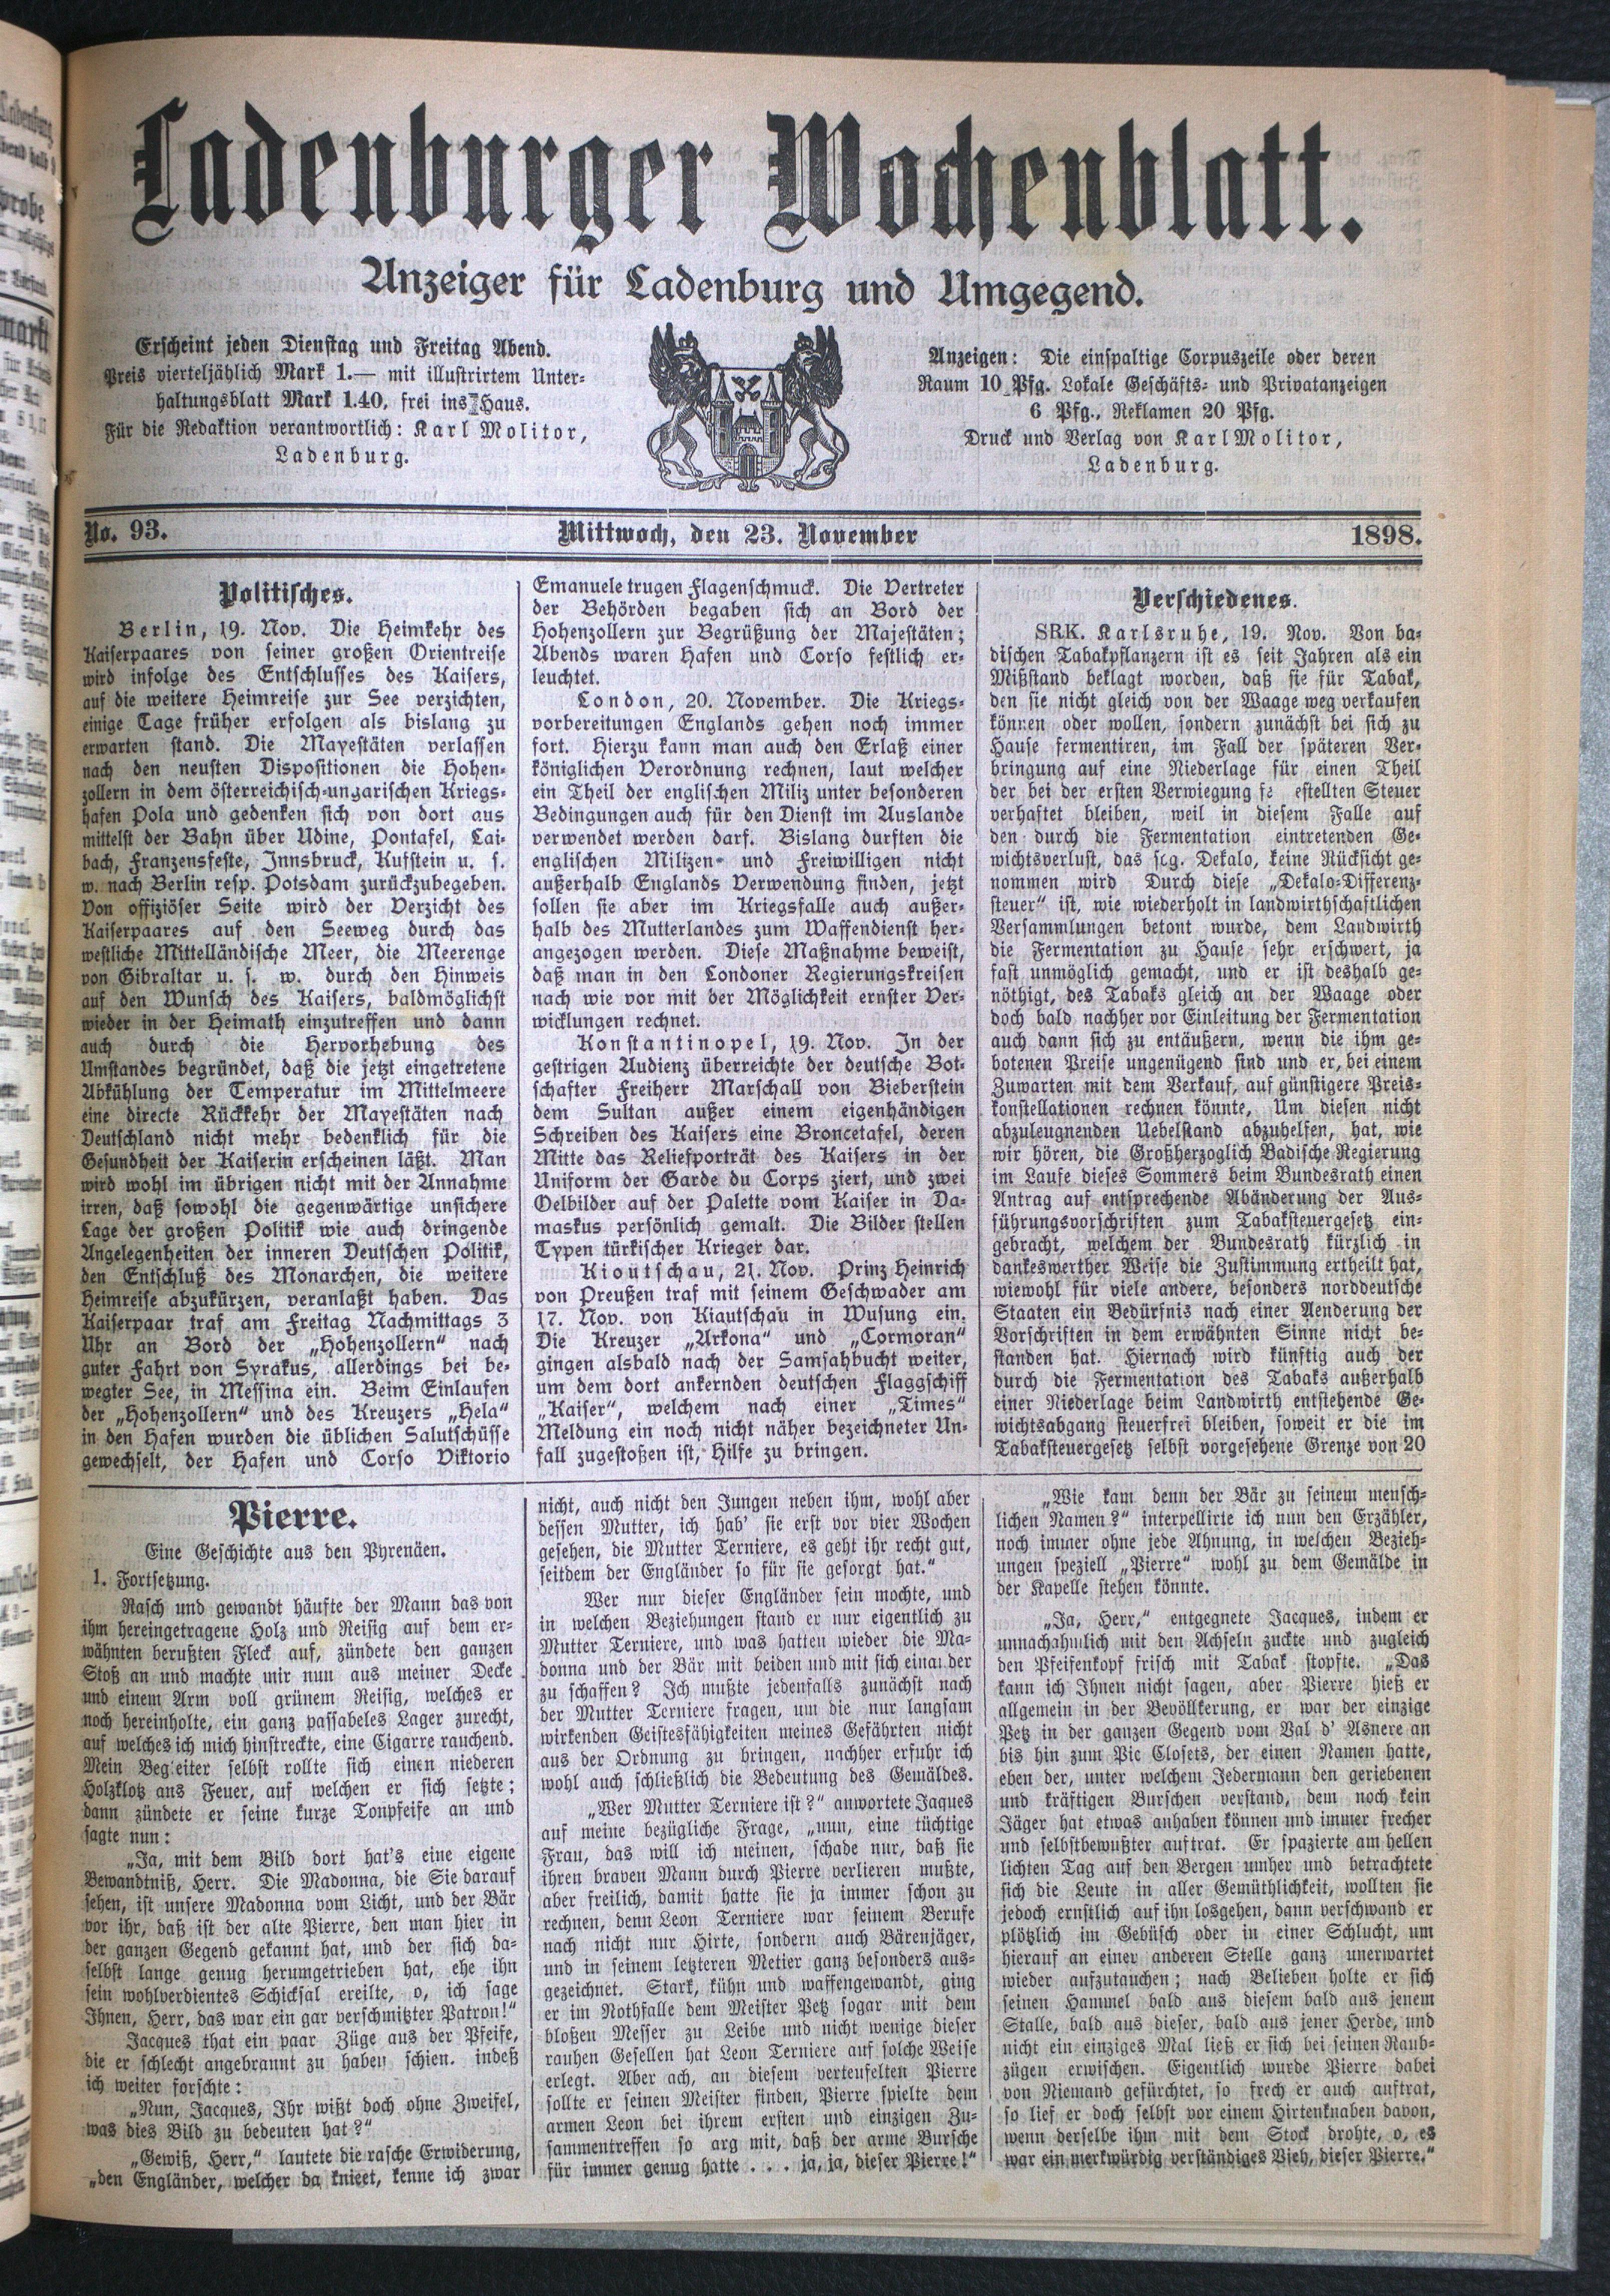 Ladenburger Wochenblatt.
Anzeiger für Ladenburg und Umgegend.
Erscheint jeden Dienstag und Freitag Abend.
Preis vierteljählich Mark 1.— mit illustrirtem Unter-
haltungsblatt Mark 1.40, frei ins Haus.
Für die Redaktion verantwortlich: Karl Molitor,
Ladenburg.
Anzeigen: Die einspaltige Corpuszeile oder deren
Raum 10 Pfg. Lokale Geschäfts- und Privatanzeigen
6 Pfg., Reklamen 20 Pfg.
Druck und Verlag von Karl Molitor,
Ladenburg.
No. 93.
Mittwoch, den 23. November
1898.
Politisches.
Berlin, 19. Nov. Die Heimkehr des
Kaiserpaares von seiner großen Orientreise
wird infolge des Entschlusses des Kaisers,
auf die weitere Heimreise zur See verzichten,
einige Tage früher erfolgen als bislang zu
erwarten stand. Die Mayestäten verlassen
nach den neusten Dispositionen die Hohen-
zollern in dem österreichisch-ungarischen Kriegs-
hafen Pola und gedenken sich von dort aus
mittelst der Bahn über Udine, Pontafel, Lai-
bach, Franzensfeste, Innsbruck, Kufstein u. s.
w. nach Berlin resp. Potsdam zurückzubegeben.
Von offiziöser Seite wird der Verzicht des
Kaiserpaares auf den Seeweg durch das
westliche Mittelländische Meer, die Meerenge
von Gibraltar u. s. w. durch den Hinweis
auf den Wunsch des Kaisers, baldmöglichst
wieder in der Heimath einzutreffen und dann
auch durch die Hervorhebung des
Umstandes begründet, daß die jetzt eingetretene
Abkühlung der Temperatur im Mittelmeere
eine directe Rückkehr der Mayestäten nach
Deutschland nicht mehr bedenklich für die
Gesundheit der Kaiserin erscheinen läßt. Man
wird wohl im übrigen nicht mit der Annahme
irren, daß sowohl die gegenwärtige unsichere
Lage der großen Politik wie auch dringende
Angelegenheiten der inneren Deutschen Politik,
den Entschluß des Monarchen, die weitere
Heimreise abzukürzen, veranlaßt haben. Das
Kaiserpaar traf am Freitag Nachmittags 3
Uhr an Bord der „Hohenzollern“ nach
guter Fahrt von Syrakus, allerdings bei be-
wegter See, in Messina ein. Beim Einlaufen
der „Hohenzollern“ und des Kreuzers „Hela“
in den Hafen wurden die üblichen Salutschüsse
gewechselt, der Hafen und Corso Viktorio
Emanuele trugen Flagenschmuck. Die Vertreter
der Behörden begaben sich an Bord der
Hohenzollern zur Begrüßung der Majestäten;
Abends waren Hafen und Corso festlich er-
leuchtet.
London, 20. November. Die Kriegs-
vorbereitungen Englands gehen noch immer
fort. Hierzu kann man auch den Erlaß einer
königlichen Verordnung rechnen, laut welcher
ein Theil der englischen Miliz unter besonderen
Bedingungen auch für den Dienst im Auslande
verwendet werden darf. Bislang durften die
englischen Milizen- und Freiwilligen nicht
außerhalb Englands Verwendung finden, jetzt
sollen sie aber im Kriegsfalle auch außer-
halb des Mutterlandes zum Waffendienst her-
angezogen werden. Diese Maßnahme beweist,
daß man in den Londoner Regierungskreisen
nach wie vor mit der Möglichkeit ernster Ver-
wicklungen rechnet.
Konstantinopel, 19. Nov. In der
gestrigen Audienz überreichte der deutsche Bot-
schafter Freiherr Marschall von Bieberstein
dem Sultan außer einem eigenhändigen
Schreiben des Kaisers eine Broncetafel, deren
Mitte das Reliefporträt des Kaisers in der
Uniform der Garde du Corps ziert, und zwei
Oelbilder auf der Palette vom Kaiser in Da-
maskus persönlich gemalt. Die Bilder stellen
Typen türkischer Krieger dar.
Kioutschau, 21. Nov. Prinz Heinrich
von Preußen traf mit seinem Geschwader am
17. Nov. von Kiautschau in Wusung ein.
Die Kreuzer „Arkona“ und „Cormoran“
gingen alsbald nach der Samsahbucht weiter,
um dem dort ankernden deutschen Flaggschiff
„Kaiser“, welchem nach einer „Times“
Meldung ein noch nicht näher bezeichneter Un-
fall zugestoßen ist, Hilfe zu bringen.
Verschiedenes.
SRK. Karlsruhe, 19. Nov. Von ba-
dischen Tabakpflanzern ist es seit Jahren als ein
Mißstand beklagt worden, daß sie für Tabak,
den sie nicht gleich von der Waage weg verkaufen
können oder wollen, sondern zunächst bei sich zu
Hause fermentiren, im Fall der späteren Ver-
bringung auf eine Niederlage für einen Theil
der bei der ersten Verwiegung fe estellten Steuer
verhaftet bleiben, weil in diesem Falle auf
den durch die Fermentation eintretenden Ge-
wichtsverlust, das sog. Dekalo, keine Rücksicht ge-
nommen wird Durch diese „Dekalo-Differenz-
steuer“ ist, wie wiederholt in landwirthschaftlichen
Versammlungen betont wurde, dem Landwirth
die Fermentation zu Hause sehr erschwert, ja
fast unmöglich gemacht, und er ist deshalb ge-
nöthigt, des Tabaks gleich an der Waage oder
doch bald nachher vor Einleitung der Fermentation
auch dann sich zu entäußern, wenn die ihm ge-
botenen Preise ungenügend sind und er, bei einem
Zuwarten mit dem Verkauf, auf günstigere Preis-
konstellationen rechnen könnte, Um diesen nicht
abzuleugnenden Uebelstand abzuhelfen, hat, wie
wir hören, die Großherzoglich Badische Regierung
im Laufe dieses Sommers beim Bundesrath einen
Antrag auf entsprechende Abänderung der Aus-
führungsvorschriften zum Tabaksteuergesetz ein-
gebracht, welchem der Bundesrath kürzlich in
dankeswerther Weise die Zustimmung ertheilt hat,
wiewohl für viele andere, besonders norddeutsche
Staaten ein Bedürfnis nach einer Aenderung der
Vorschriften in dem erwähnten Sinne nicht be-
standen hat. Hiernach wird künftig auch der
durch die Fermentation des Tabaks außerhalb
einer Niederlage beim Landwirth entstehende Ge-
wichtsabgang steuerfrei bleiben, soweit er die im
Tabaksteuergesetz selbst vorgesehene Grenze von 20
Pierre.
Eine Geschichte aus den Pyrenäen.
1. Fortsetzung.
Rasch und gewandt häufte der Mann das von
ihm hereingetragene Holz und Reisig auf dem er-
wähnten berußten Fleck auf, zündete den ganzen
Stoß an und machte mir nun aus meiner Decke
und einem Arm voll grünem Reisig, welches er
noch hereinholte, ein ganz passabeles Lager zurecht,
auf welches ich mich hinstreckte, eine Cigarre rauchend.
Mein Begleiter selbst rollte sich einen niederen
Holzklotz ans Feuer, auf welchen er sich setzte;
dann zündete er seine kurze Tonpfeife an und
sagte nun:
„Ja, mit dem Bild dort hat's eine eigene
Bewandtniß, Herr. Die Madonna, die Sie darauf
sehen, ist unsere Madonna vom Licht, und der Bär
vor ihr, daß ist der alte Pierre, den man hier in
der ganzen Gegend gekannt hat, und der sich da-
selbst lange genug herumgetrieben hat, ehe ihn
sein wohlverdientes Schicksal ereilte, o, ich sage
Ihnen, Herr, das war ein gar verschmitzter Patron!“
Jacques that ein paar Züge aus der Pfeife,
die er schlecht angebrannt zu haben schien. indeß
ich weiter forschte:
„Nun, Jacques, Ihr wißt doch ohne Zweifel,
was dies Bild zu bedeuten hat?“
„Gewiß, Herr,“ lautete die rasche Erwiderung,
„den Engländer, welcher da knieet, kenne ich zwar
nicht, auch nicht den Jungen neben ihm, wohl aber
dessen Mutter, ich hab' sie erst vor vier Wochen
gesehen, die Mutter Terniere, es geht ihr recht gut,
seitdem der Engländer so für sie gesorgt hat.“
Wer nur dieser Engländer sein mochte, und
in welchen Beziehungen stand er nur eigentlich zu
Mutter Terniere, und was hatten wieder die Ma-
donna und der Bär mit beiden und mit sich einander
zu schaffen? Ich mußte jedenfalls zunächst nach
der Mutter Terniere fragen, um die nur langsam
wirkenden Geistesfähigkeiten meines Gefährten nicht
aus der Ordnung zu bringen, nachher erfuhr ich
wohl auch schließlich die Bedeutung des Gemäldes.
„Wer Mutter Terniere ist?“ anwortete Jaques
auf meine bezügliche Frage, „nun, eine tüchtige
Frau, das will ich meinen, schade nur, daß sie
ihren braven Mann durch Pierre verlieren mußte,
aber freilich, damit hatte sie ja immer schon zu
rechnen, denn Leon Terniere war seinem Berufe
nach nicht nur Hirte, sondern auch Bärenjäger,
und in seinem letzteren Metier ganz besonders aus-
gezeichnet. Stark, kühn und waffengewandt, ging
er im Nothfalle dem Meister Petz sogar mit dem
bloßen Messer zu Leibe und nicht wenige dieser
rauhen Gesellen hat Leon Terniere auf solche Weise
erlegt. Aber ach, an diesem verteufelten Pierre
sollte er seinen Meister finden, Pierre spielte dem
armen Leon bei ihrem ersten und einzigen Zu-
sammentreffen so arg mit, daß der arme Bursche
für immer genug hatte . . . ja, ja, dieser Pierre!“
„Wie kam denn der Bär zu seinem mensch-
lichen Namen?“ interpellirte ich nun den Erzähler,
noch immer ohne jede Ahnung, in welchen Bezieh-
ungen speziell „Pierre“ wohl zu dem Gemälde in
der Kapelle stehen könnte.
„Ja, Herr,“ entgegnete Jacques, indem er
unnachahmlich mit den Achseln zuckte und zugleich
den Pfeifenkopf frisch mit Tabak stopfte. „Das
kann ich Ihnen nicht sagen, aber Pierre hieß er
allgemein in der Bevöllkerung, er war der einzige
Petz in der ganzen Gegend vom Val d' Asnere an
bis hin zum Pic Closets, der einen Namen hatte,
eben der, unter welchem Jedermann den geriebenen
und kräftigen Burschen verstand, dem noch kein
Jäger hat etwas anhaben können und immer frecher
und selbstbewußter auftrat. Er spazierte am hellen
lichten Tag auf den Bergen umher und betrachtete
sich die Leute in aller Gemüthlichkeit, wollten sie
jedoch ernstlich auf ihn losgehen, dann verschwand er
plötzlich im Gebüsch oder in einer Schlucht, um
hierauf an einer anderen Stelle ganz unerwartet
wieder aufzutauchen; nach Belieben holte er sich
seinen Hammel bald aus diesem bald aus jenem
Stalle, bald aus dieser, bald aus jener Herde, und
nicht ein einziges Mal ließ er sich bei seinen Raub-
zügen erwischen. Eigentlich wurde Pierre dabei
von Niemand gefürchtet, so frech er auch auftrat,
so lief er doch selbst vor einem Hirtenknaben davon,
wenn derselbe ihm mit dem Stock drohte, o, es
war ein merkwürdig verständiges Vieh, dieser Pierre.“